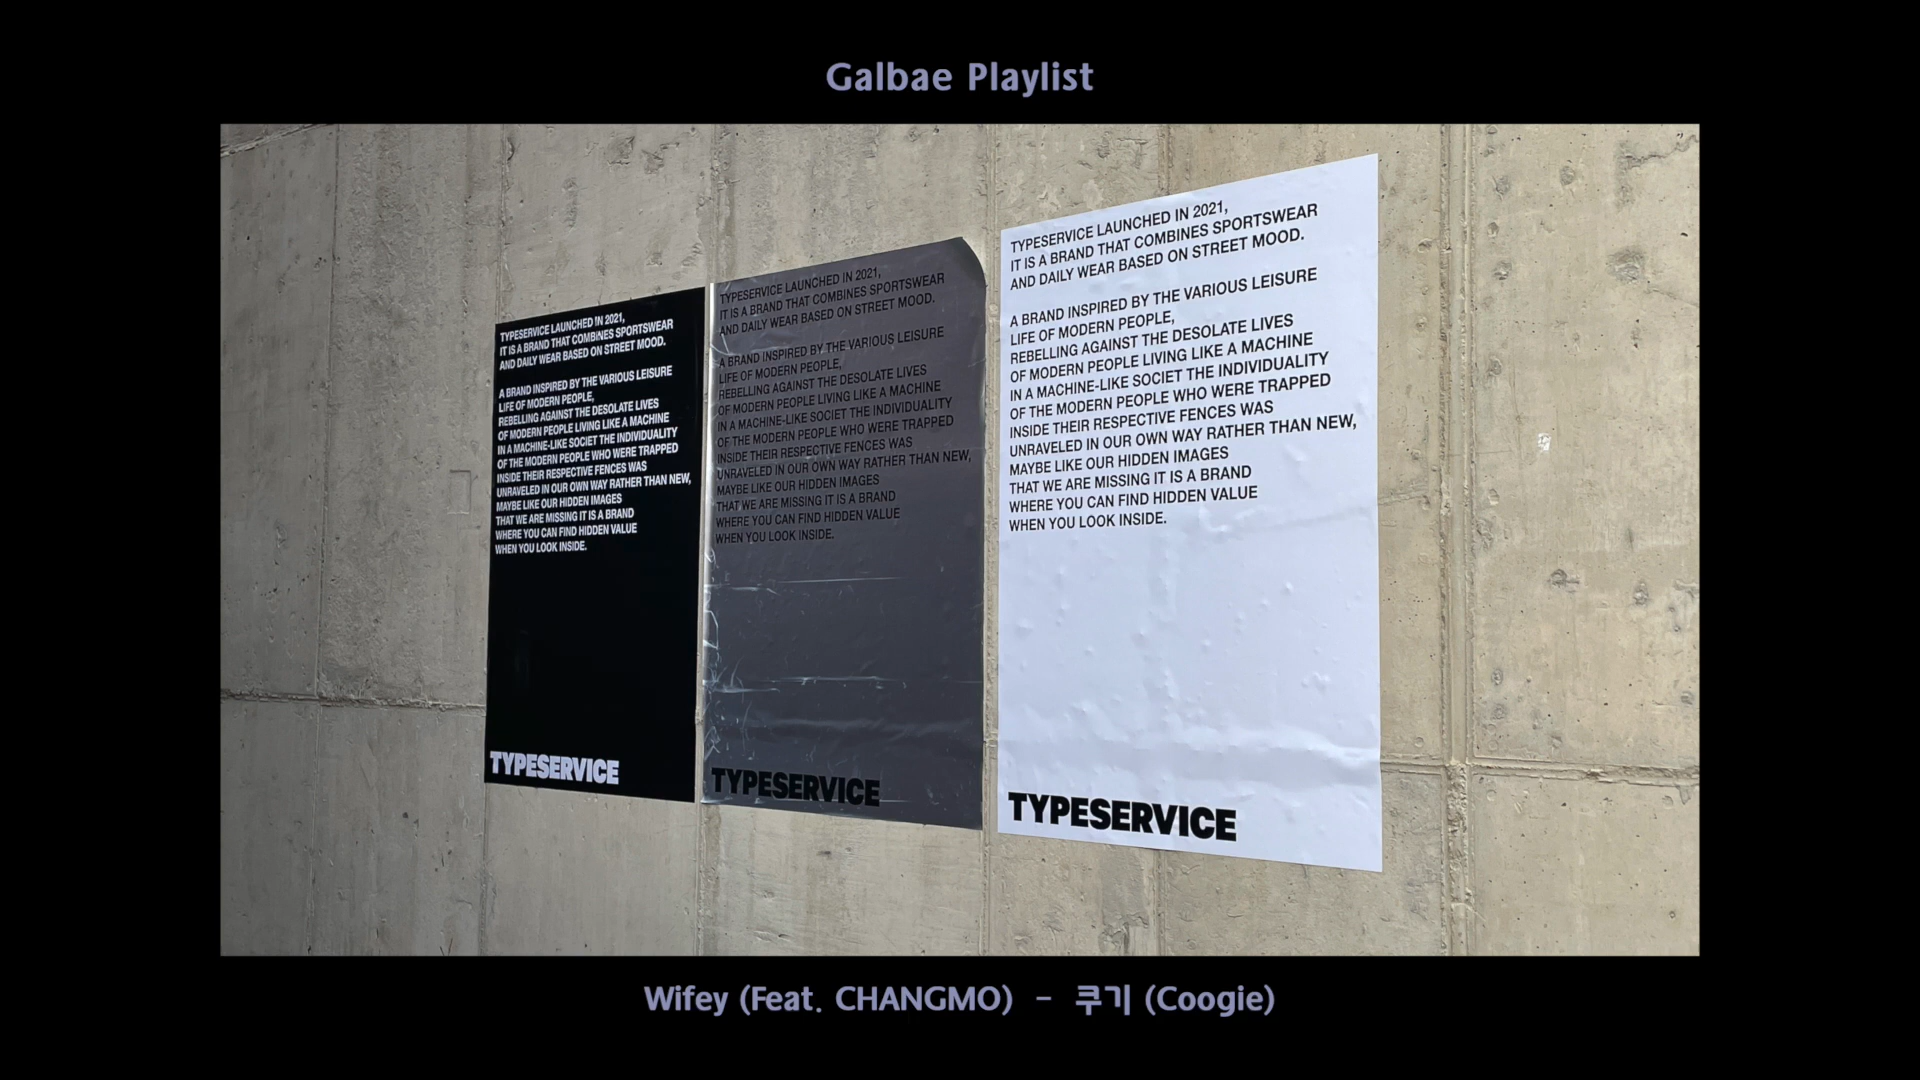 Galbae Playlist
TYPESERVICE LAUNCHED IN 2021,
IT IS A BRAND THAT COMBINES SPORTSWEAR
AND DAILY WEAR BASED ON STREET MOOD.
A BRAND INSPIRED BY THE VARIOUS LEISURE
LIFE OF MODERN PEOPLE,
REBELLING AGAINST THE DESOLATE LIVES
OF MODERN PEOPLE LIVING LIKE A MACHINE
IN A MACHINE-LIKE SOCIET THE INDIVIDUALITY
OF THE MODERN PEOPLE WHO WERE TRAPPED
INSIDE THEIR RESPECTIVE FENCES WAS
UNRAVELED IN OUR OWN WAY RATHER THAN NEW,
MAYBE LIKE OUR HIDDEN IMAGES
THAT WE ARE MISSING IT IS A BRAND
WHERE YOU CAN FIND HIDDEN VALUE
WHEN YOU LOOK INSIDE.
TYPESERVICE
TYPESERVICE LAUNCHED IN 2021,
IT IS A BRAND THAT COMBINES SPORTSWEAR
AND DAILY WEAR BASED ON STREET MOOD.
A BRAND INSPIRED BY THE VARIOUS LEISURE
LIFE OF MODERN PEOPLE,
REBELLING AGAINST THE DESOLATE LIVES
OF MODERN PEOPLE LIVING LIKE A MACHINE
IN A MACHINE-LIKE SOCIET THE INDIVIDUALITY
OF THE MODERN PEOPLE WHO WERE TRAPPED
INSIDE THEIR RESPECTIVE FENCES WAS
UNRAVELED IN OUR OWN WAY RATHER THAN NEW,
MAYBE LIKE OUR HIDDEN IMAGES
THAT WE ARE MISSING IT IS A BRAND
WHERE YOU CAN FIND HIDDEN VALUE
WHEN YOU LOOK INSIDE.
TYPESERVICE
TYPESERVICE LAUNCHED IN 2021,
IT IS A BRAND THAT COMBINES SPORTSWEAR
AND DAILY WEAR BASED ON STREET MOOD.
A BRAND INSPIRED BY THE VARIOUS LEISURE
LIFE OF MODERN PEOPLE,
REBELLING AGAINST THE DESOLATE LIVES
OF MODERN PEOPLE LIVING LIKE A MACHINE
IN A MACHINE-LIKE SOCIET THE INDIVIDUALITY
OF THE MODERN PEOPLE WHO WERE TRAPPED
INSIDE THEIR RESPECTIVE FENCES WAS
UNRAVELED IN OUR OWN WAY RATHER THAN NEW,
MAYBE LIKE OUR HIDDEN IMAGES
THAT WE ARE MISSING IT IS A BRAND
WHERE YOU CAN FIND HIDDEN VALUE
WHEN YOU LOOK INSIDE.
TYPESERVICE
Wifey (Feat. CHANGMO) - 쿠기 (Coogie)